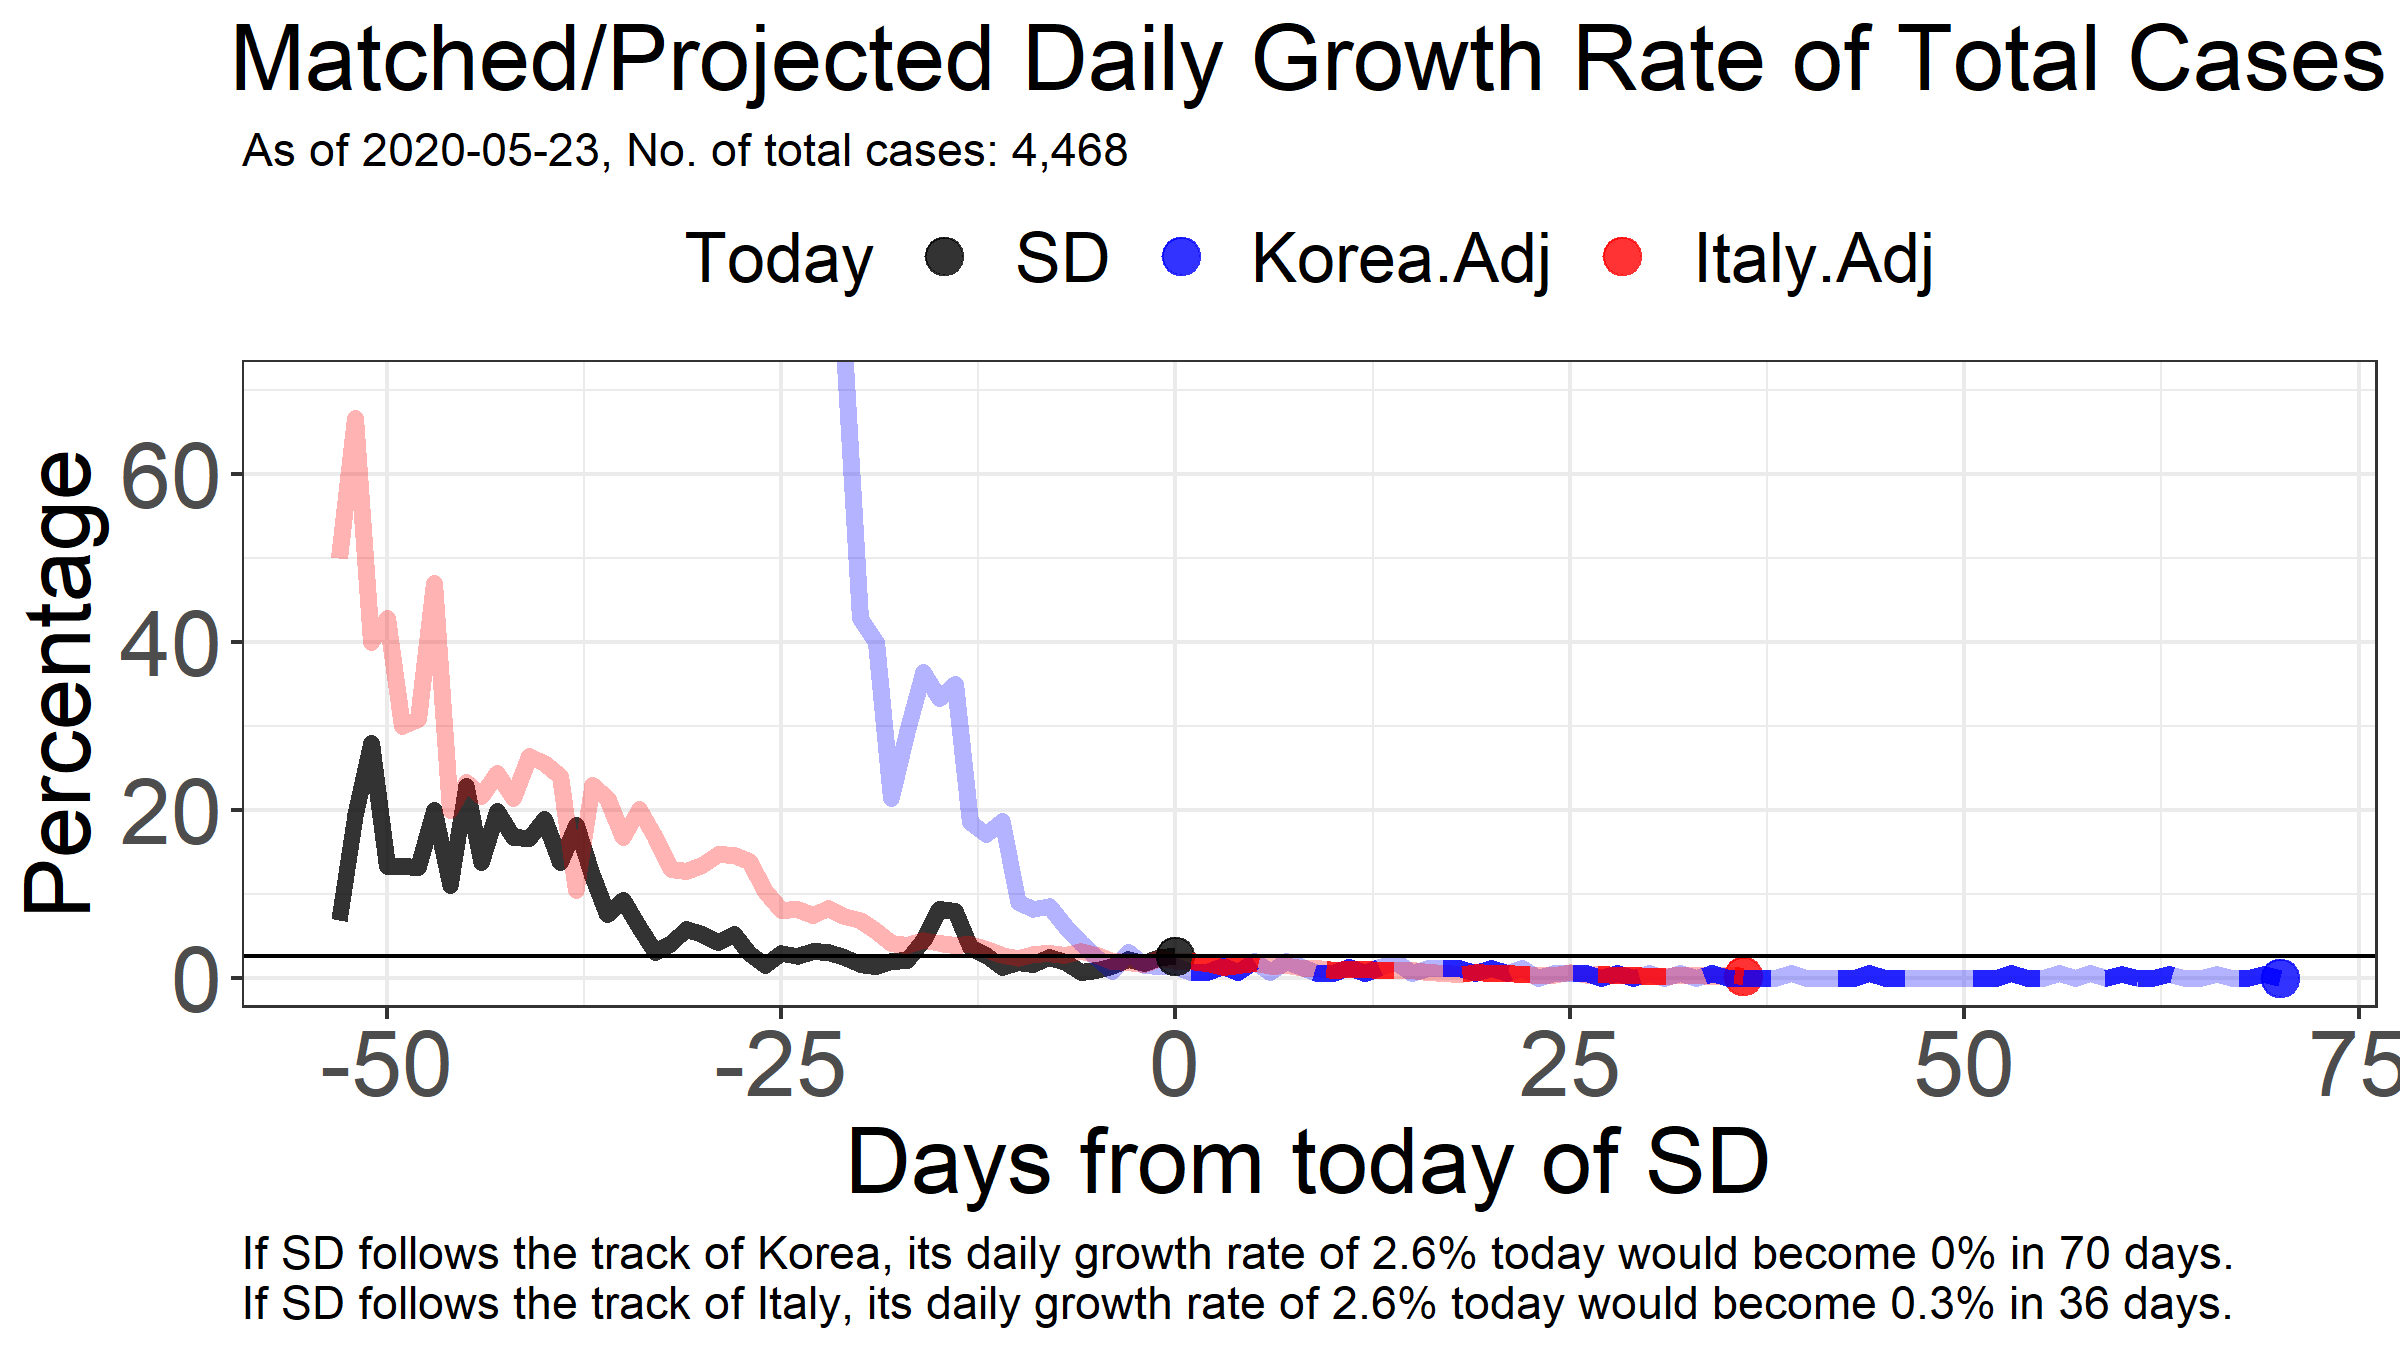 Matched/Projected Daily Growth Rate of Total Cases
As of 2020-05-23, No. of total cases: 4,468
Today SD Korea.Adj Italy.Adj
Percentage
60
40
20
0
-50 -25 0 25 50 75
Days from today of SD
If SD follows the track of Korea, its daily growth rate of 2.6% today would become 0% in 70 days.
If SD follows the track of Italy, its daily growth rate of 2.6% today would become 0.3% in 36 days.